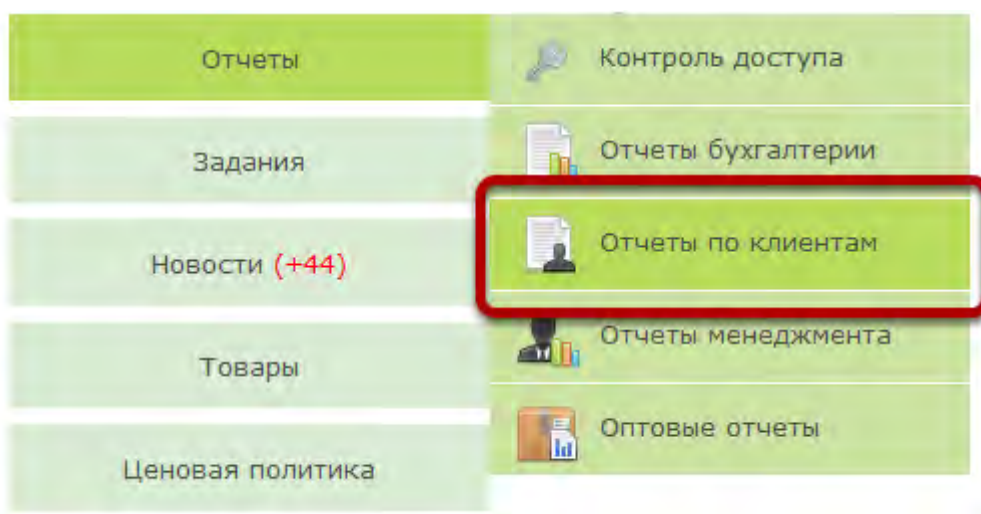 Отчеты
Задания
Новости (+44)
Товары
Ценовая политика
Контроль доступа
Отчеты бухгалтерии
Отчеты по клиентам
Отчеты менеджмента
Оптовые отчеты